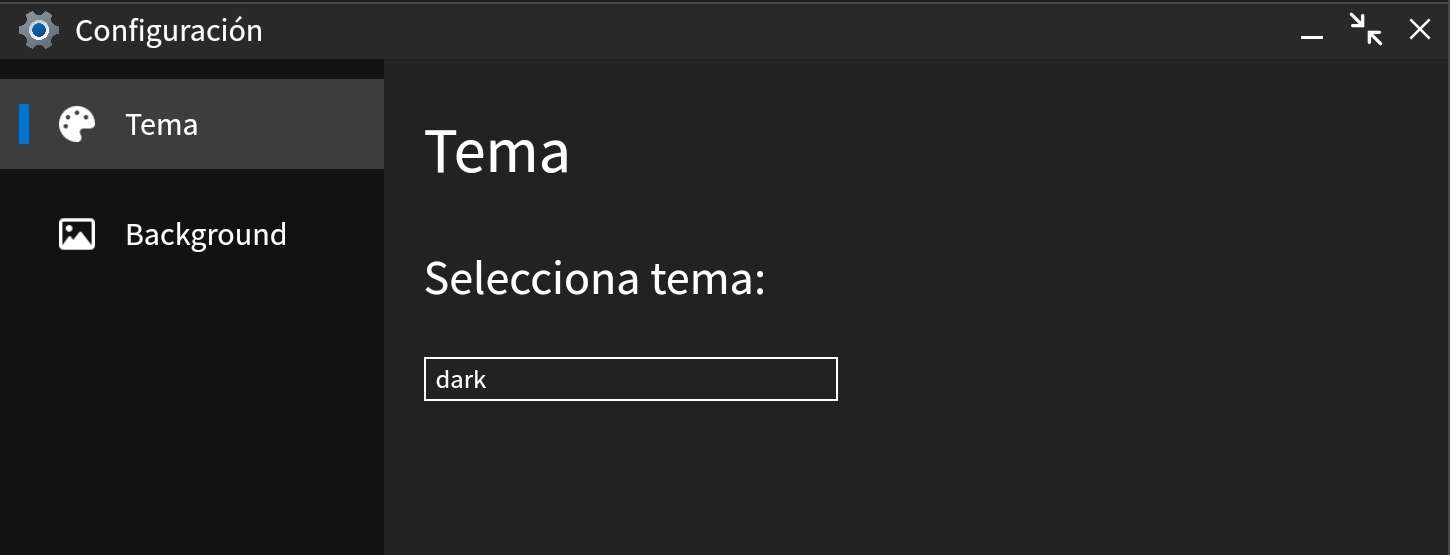 Configuración
Tema
Background
Tema
Selecciona tema:
dark